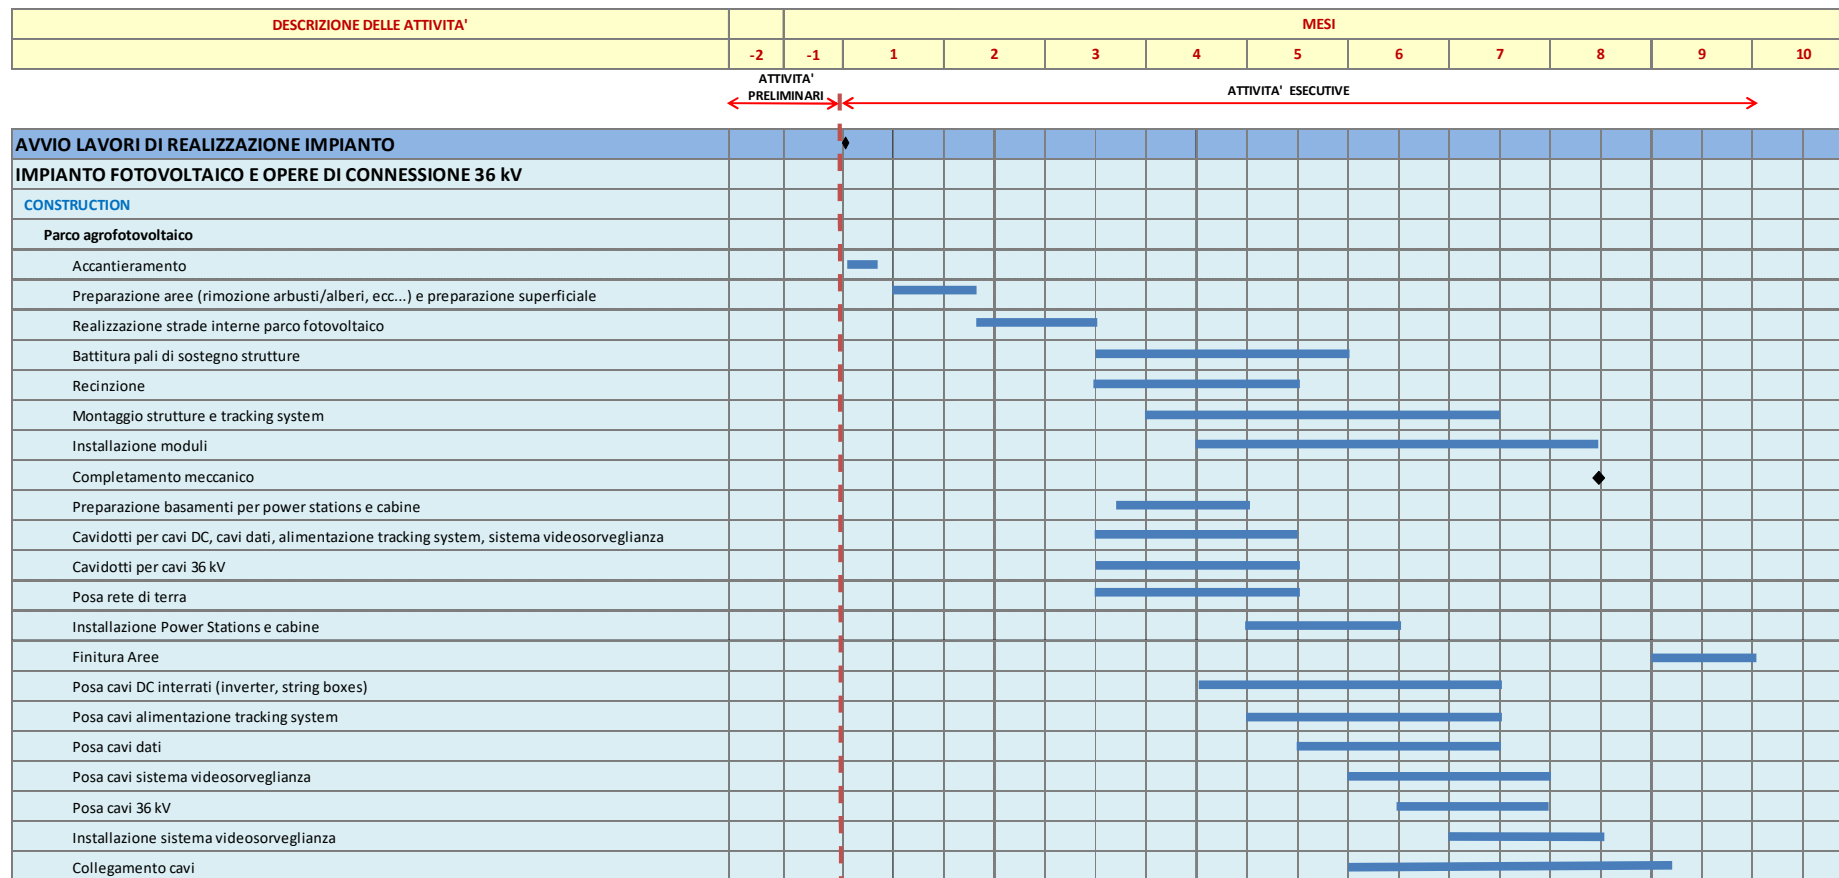 DESCRIZIONE DELLE ATTIVITA' MESI
-2 -1 1 2 3 4 5 6 7 8 9 10
ATTIVITA'
PRELIMINARI
ATTIVITA' ESECUTIVE
AVVIO LAVORI DI REALIZZAZIONE IMPIANTO
IMPIANTO FOTOVOLTAICO E OPERE DI CONNESSIONE 36 kV
CONSTRUCTION
Parco agrofotovoltaico
Accantieramento
Preparazione aree (rimozione arbusti/alberi, ecc...) e preparazione superficiale
Realizzazione strade interne parco fotovoltaico
Battitura pali di sostegno strutture
Recinzione
Montaggio strutture e tracking system
Installazione moduli
Completamento meccanico
Preparazione basamenti per power stations e cabine
Cavidotti per cavi DC, cavi dati, alimentazione tracking system, sistema videosorveglianza
Cavidotti per cavi 36 kV
Posa rete di terra
Installazione Power Stations e cabine
Finitura Aree
Posa cavi DC interrati (inverter, string boxes)
Posa cavi alimentazione tracking system
Posa cavi dati
Posa cavi sistema videosorveglianza
Posa cavi 36 kV
Installazione sistema videosorveglianza
Collegamento cavi